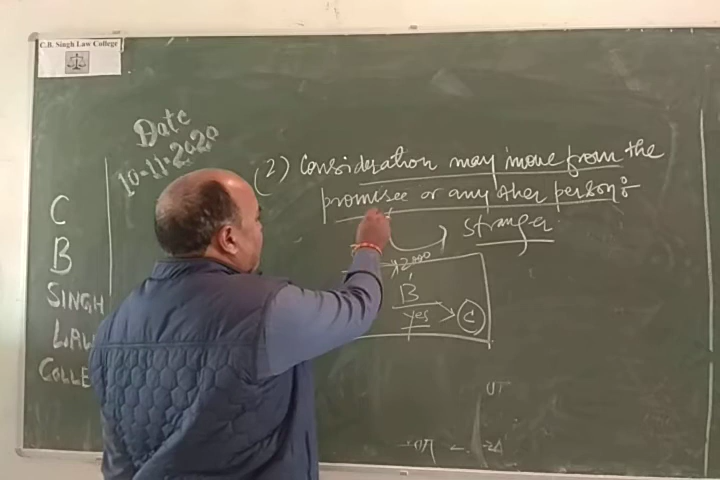 C.B. Singh Law College
Date
10-11-2020
C
B
SINGH
LAW
COLLE
(2) Consideration may move from the
promisee or any other person:
Stranger
2000
B
yes
C